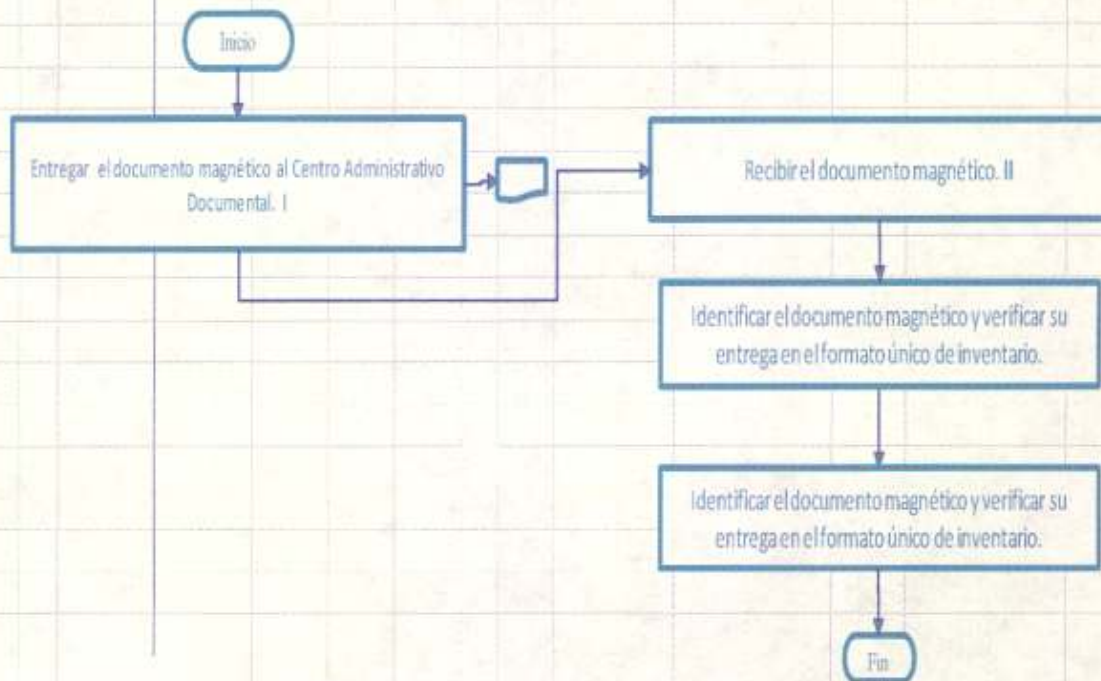 Inicio
Entregar el documento magnético al Centro Administrativo
Documental. I
Recibir el documento magnético. II
Identificar el documento magnético y verificar su
entrega en el formato único de inventario.
Identificar el documento magnético y verificar su
entrega en el formato único de inventario.
Fin